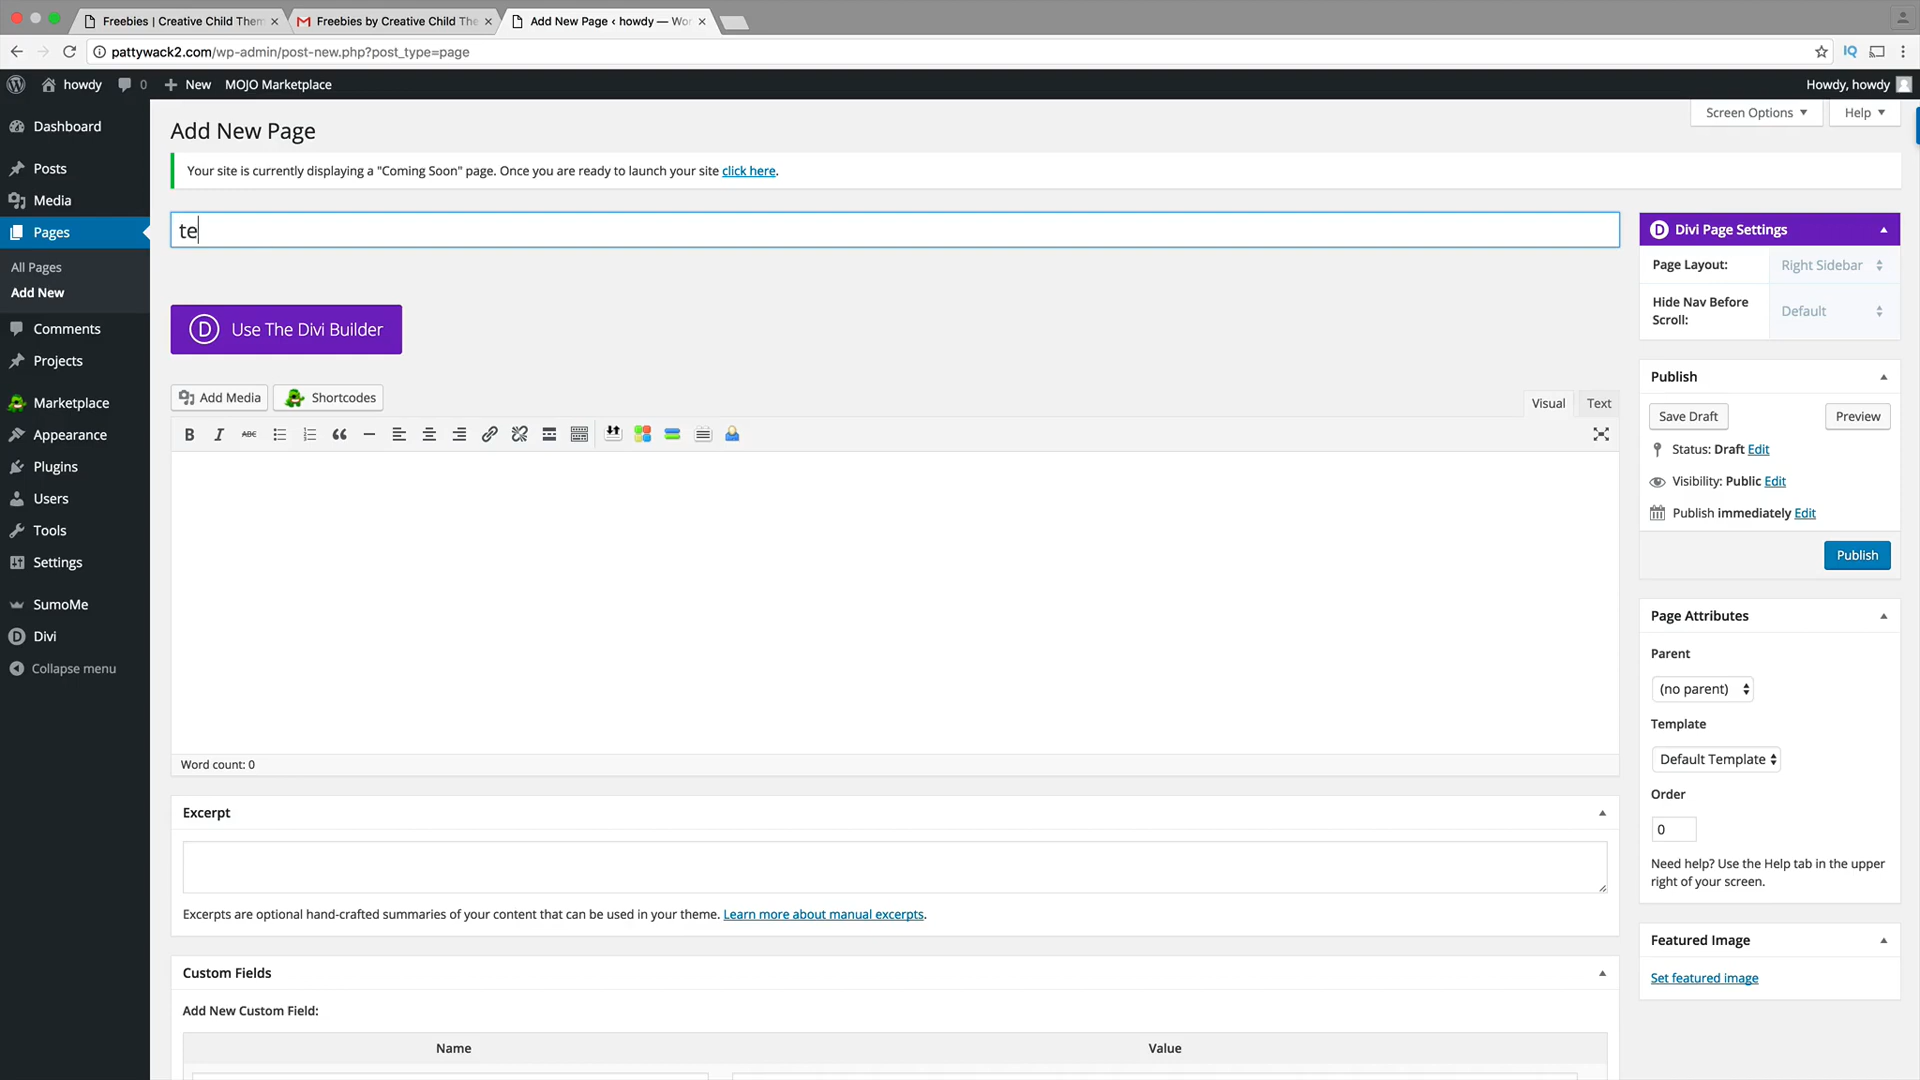 Freebies | Creative Child Them
Freebies by Creative Child The
Add New Page ‹ howdy — Wor
pattywack2.com/wp-admin/post-new.php?post_type=page
IQ
howdy
0
New
MOJO Marketplace
Howdy, howdy
Dashboard
Posts
Media
Pages
All Pages
Add New
Comments
Projects
Marketplace
Appearance
Plugins
Users
Tools
Settings
SumoMe
Divi
Collapse menu
Add New Page
Screen Options
Help
Your site is currently displaying a "Coming Soon" page. Once you are ready to launch your site click here.
te
D Use The Divi Builder
Add Media
Shortcodes
Visual
Text
B I ABC
Word count: 0
Excerpt
Excerpts are optional hand-crafted summaries of your content that can be used in your theme. Learn more about manual excerpts.
Custom Fields
Add New Custom Field:
Name
Value
D Divi Page Settings
Page Layout:
Right Sidebar
Hide Nav Before
Scroll:
Default
Publish
Save Draft
Preview
Status: Draft Edit
Visibility: Public Edit
Publish immediately Edit
Publish
Page Attributes
Parent
(no parent)
Template
Default Template
Order
0
Need help? Use the Help tab in the upper
right of your screen.
Featured Image
Set featured image